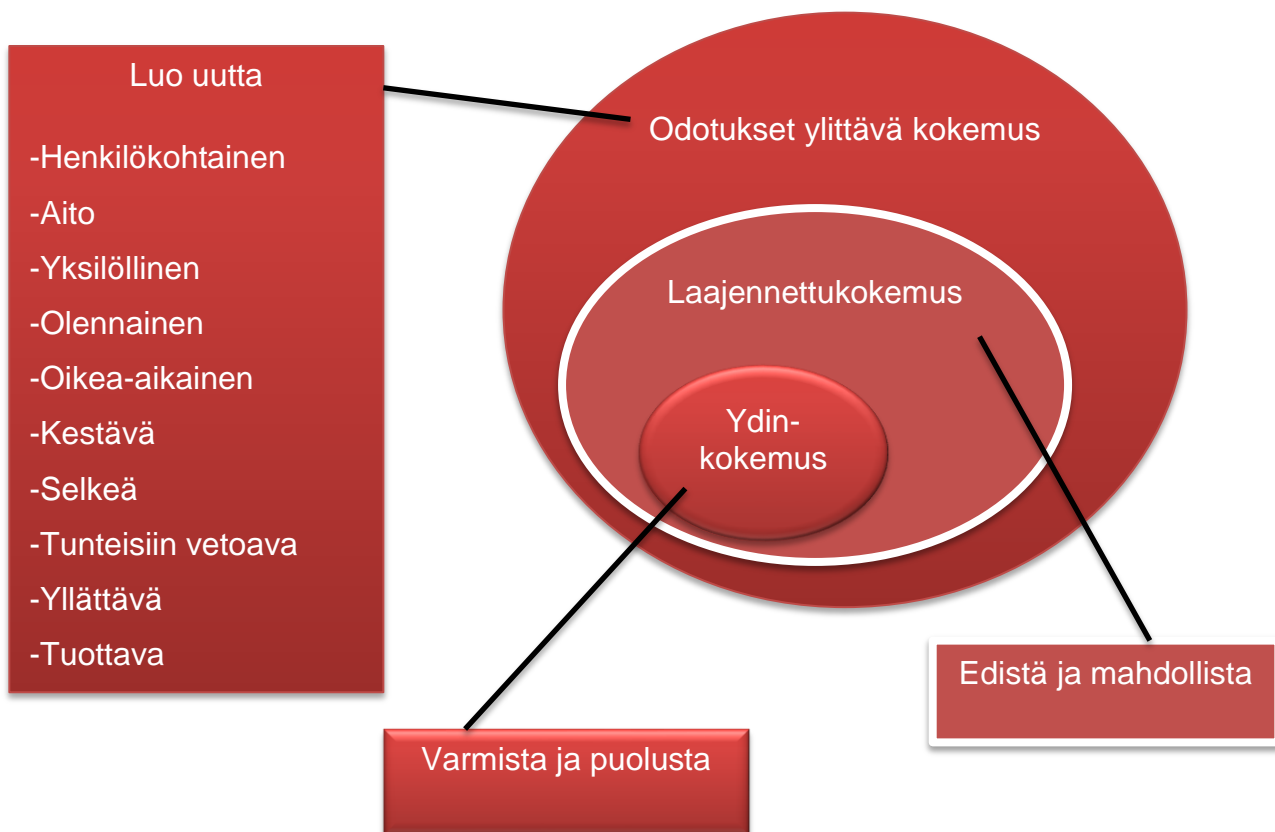 Luo uutta
-Henkilökohtainen
-Aito
-Yksilöllinen
-Olennainen
-Oikea-aikainen
-Kestävä
-Selkeä
-Tunteisiin vetoava
-Yllättävä
-Tuottava
Odotukset ylittävä kokemus
Laajennettukokemus
Ydin-
kokemus
Edistä ja mahdollista
Varmista ja puolusta